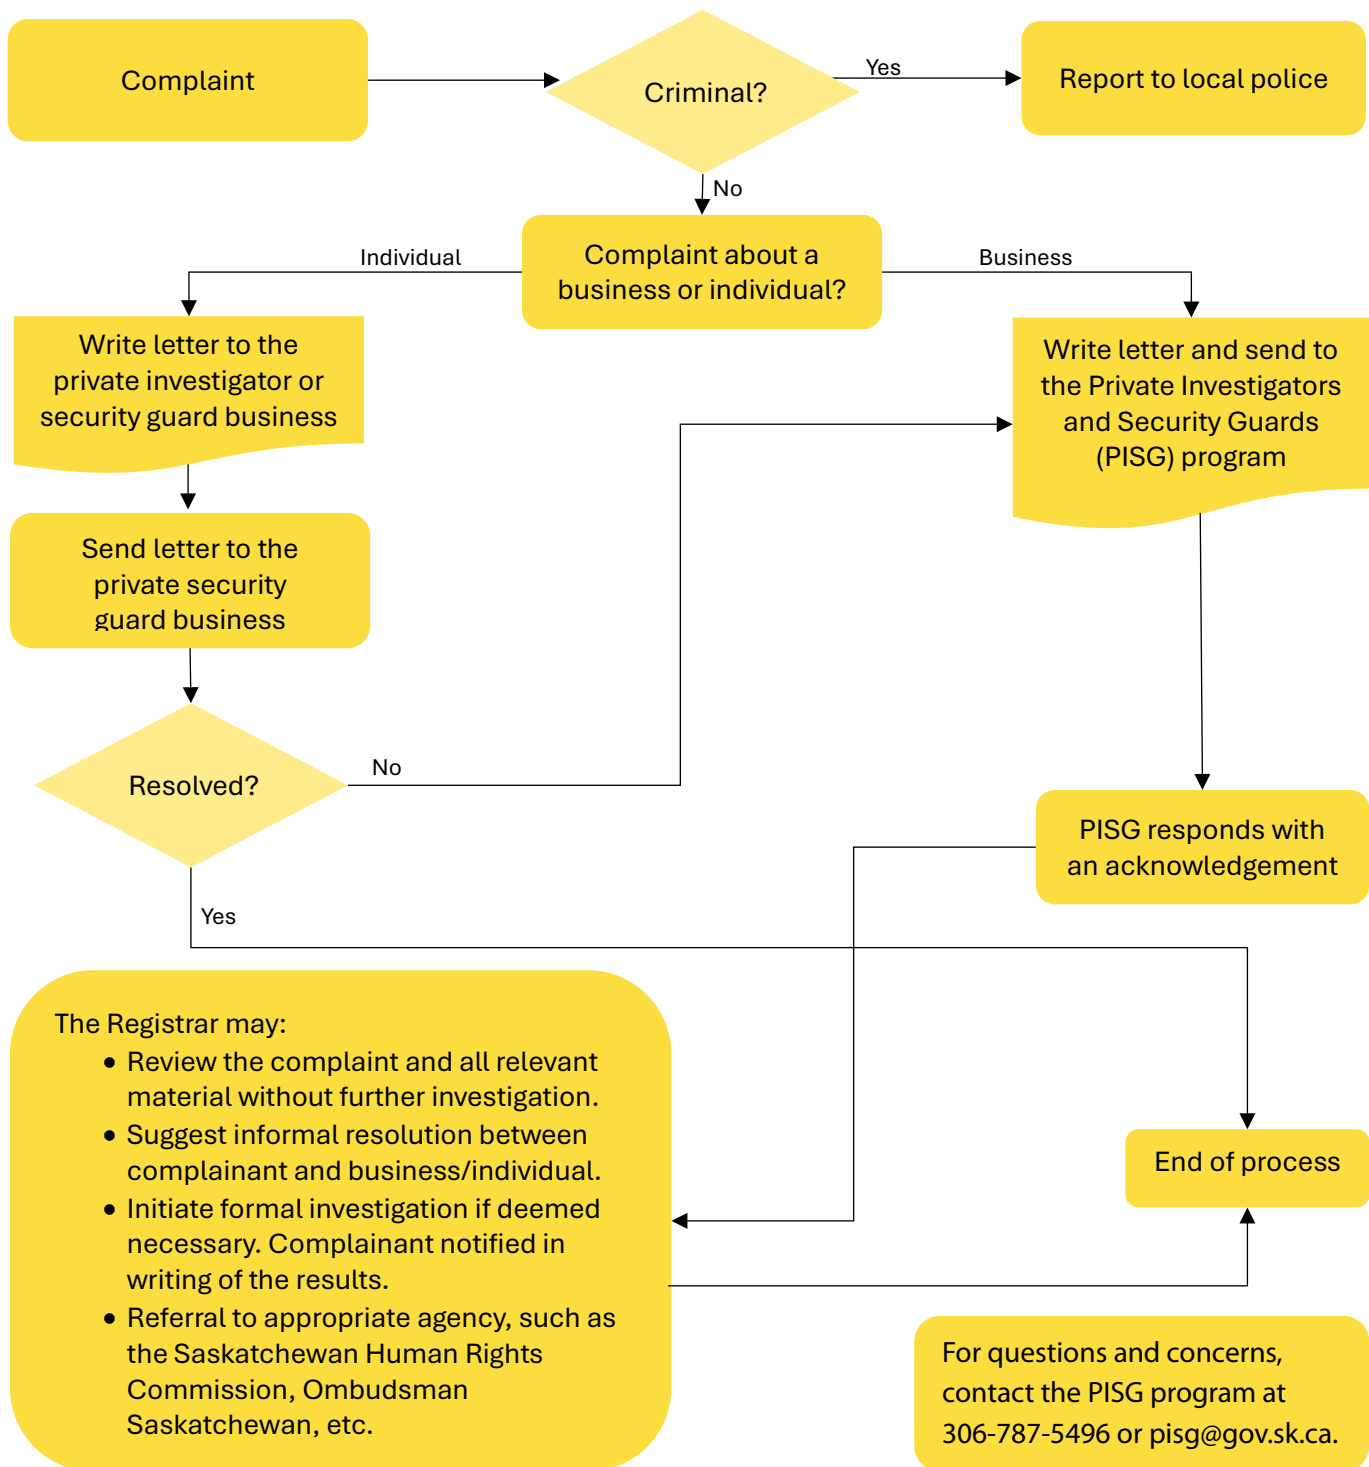 Complaint
Criminal?
Yes
Report to local police
No
Individual
Complaint about a
business or individual?
Business
Write letter to the
private investigator or
security guard business
Write letter and send to
the Private Investigators
and Security Guards
(PISG) program
Send letter to the
private security
guard business
Resolved?
No
PISG responds with
an acknowledgement
Yes
The Registrar may:
• Review the complaint and all relevant
material without further investigation.
• Suggest informal resolution between
complainant and business/individual.
• Initiate formal investigation if deemed
necessary. Complainant notified in
writing of the results.
• Referral to appropriate agency, such as
the Saskatchewan Human Rights
Commission, Ombudsman
Saskatchewan, etc.
End of process
For questions and concerns,
contact the PISG program at
306-787-5496 or pisg@gov.sk.ca.